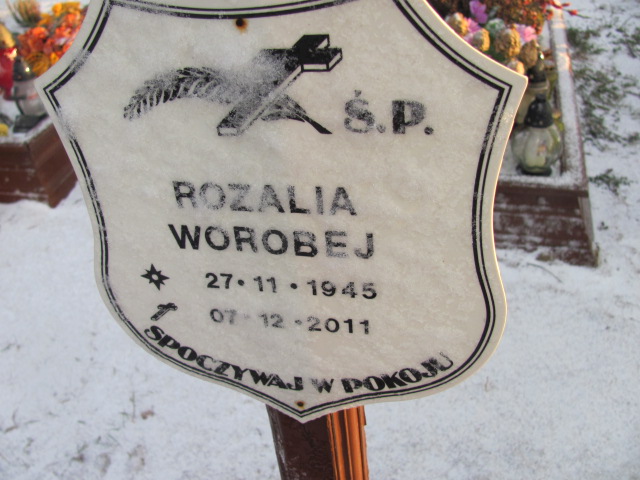 Ś.P.
ROZALIA
WOROBEJ
27·11·1945
07·12·2011
SPOCZYWAJ W POKOJU